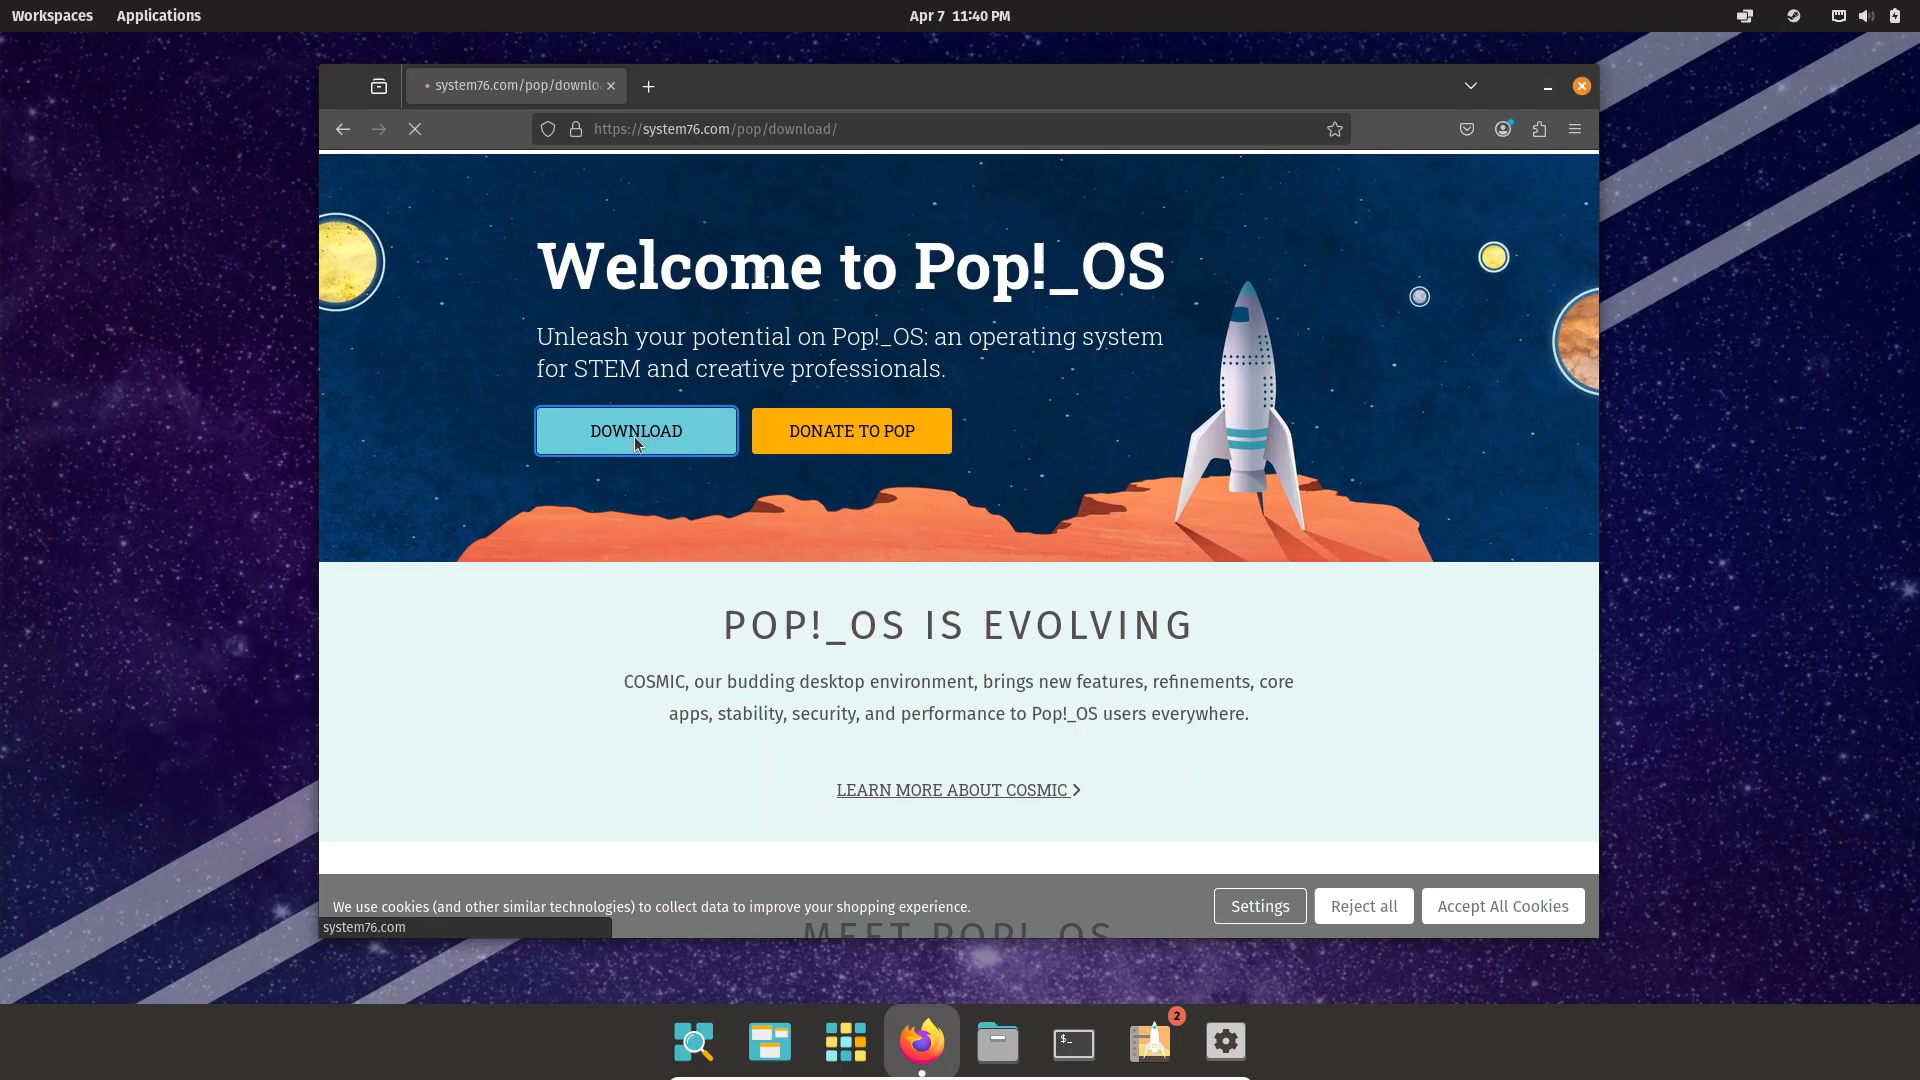 Workspaces Applications Apr 7 11:40 PM
system76.com/pop/downlo
https://system76.com/pop/download/
Welcome to Pop!_OS
Unleash your potential on Pop!_OS: an operating system
for STEM and creative professionals.
DOWNLOAD DONATE TO POP
POP!_OS IS EVOLVING
COSMIC, our budding desktop environment, brings new features, refinements, core
apps, stability, security, and performance to Pop!_OS users everywhere.
LEARN MORE ABOUT COSMIC
We use cookies (and other similar technologies) to collect data to improve your shopping experience. Settings Reject all Accept All Cookies
system76.com
MEET POP!_OS
$_
2